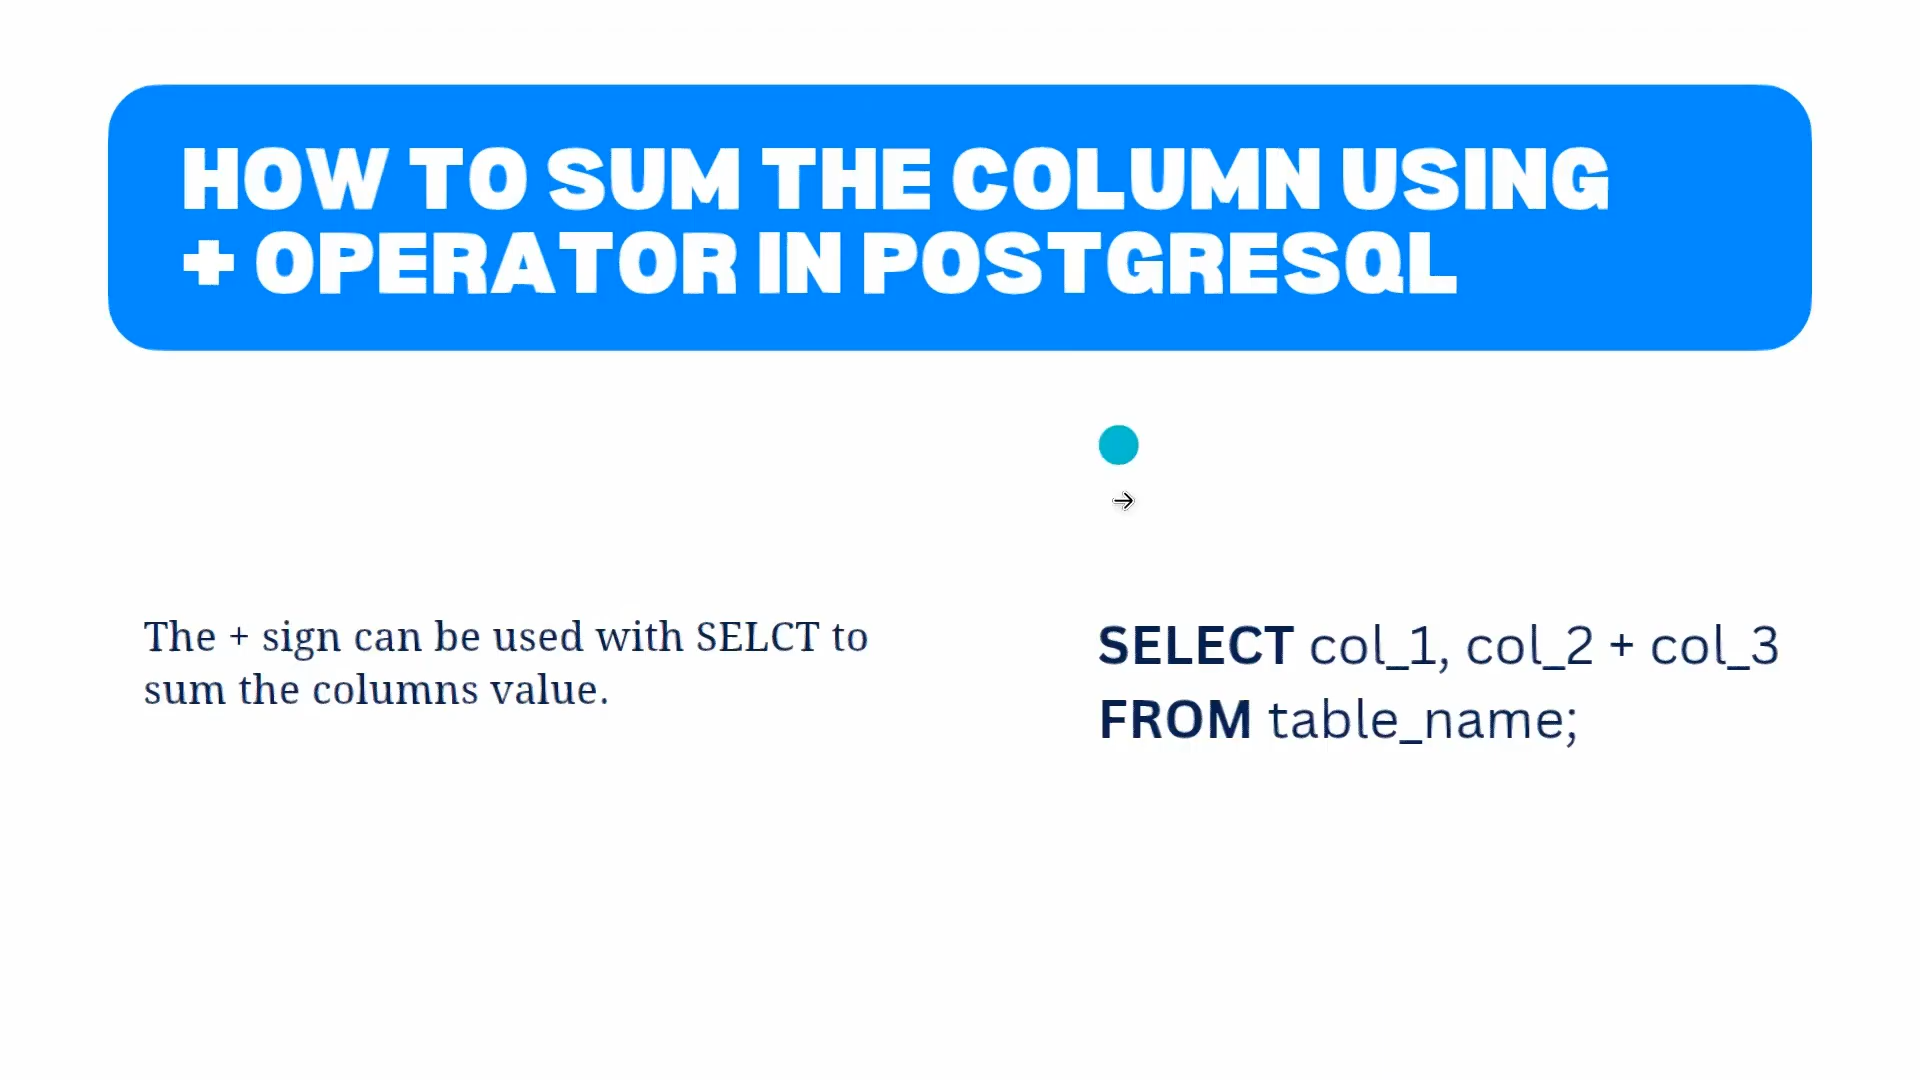 HOW TO SUM THE COLUMN USING
+ OPERATOR IN POSTGRESQL
The + sign can be used with SELCT to
sum the columns value.
SELECT col_1, col_2 + col_3
FROM table_name;